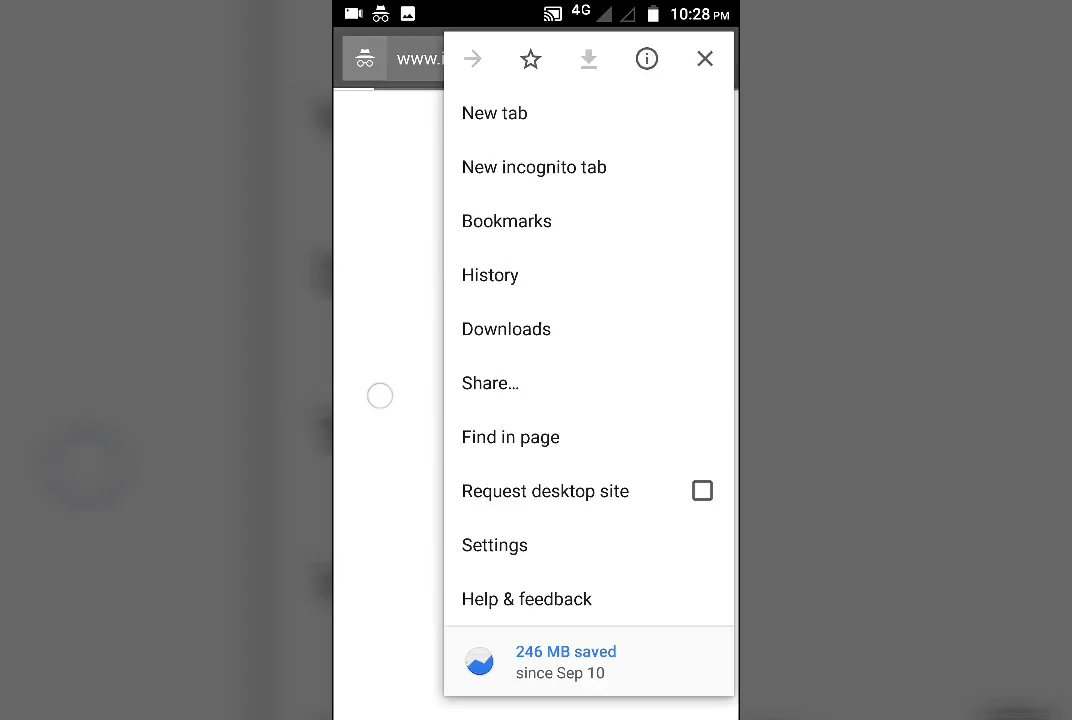 4G 10:28 PM
www.i
New tab
New incognito tab
Bookmarks
History
Downloads
Share...
Find in page
Request desktop site
Settings
Help & feedback
246 MB saved
since Sep 10